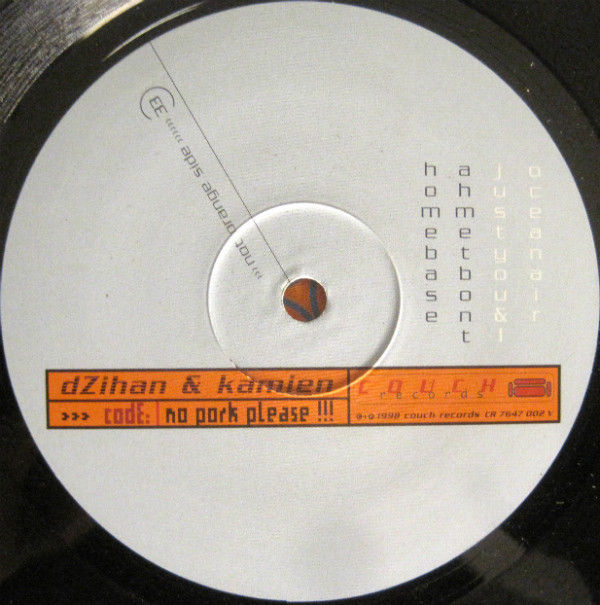 33
‹‹‹‹‹‹ not orange side ‹‹‹
homebase
ahmetbont
justyou&I
oceanair
dZihan & kamien
>>> codE: no pork please !!!
COUCH
records
℗+© 1998 couch records CR 7647 002 Y